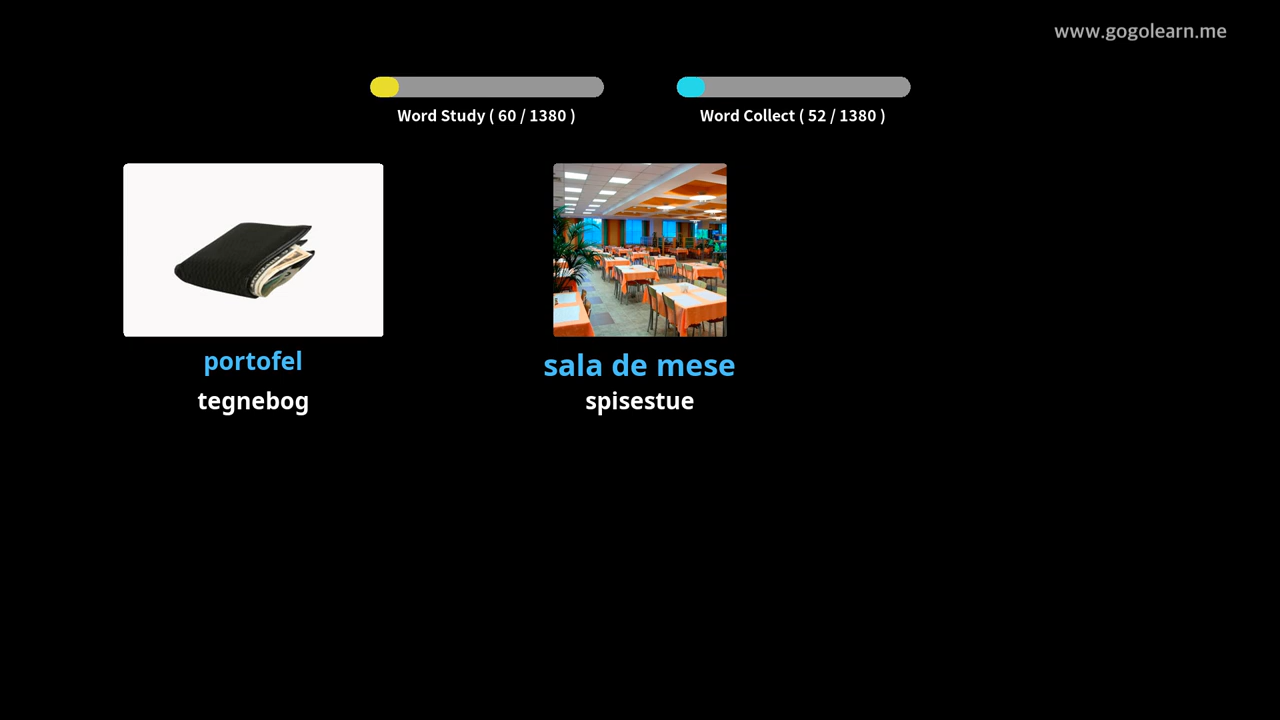 www.gogolearn.me
Word Study ( 60 / 1380 )
Word Collect ( 52 / 1380 )
portofel
tegnebog
sala de mese
spisestue